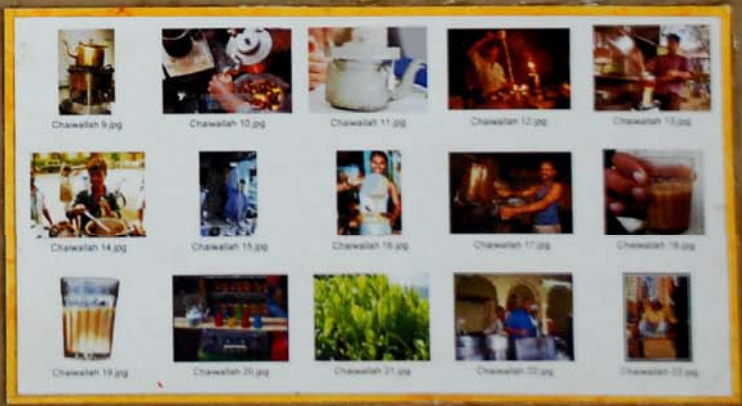 Chaiwallah 9.jpg
Chaiwallah 10.jpg
Chaiwallah 11.jpg
Chaiwallah 12.jpg
Chaiwallah 13.jpg
Chaiwallah 14.jpg
Chaiwallah 15.jpg
Chaiwallah 16.jpg
Chaiwallah 17.jpg
Chaiwallah 18.jpg
Chaiwallah 19.jpg
Chaiwallah 20.jpg
Chaiwallah 21.jpg
Chaiwallah 22.jpg
Chaiwallah 23.jpg